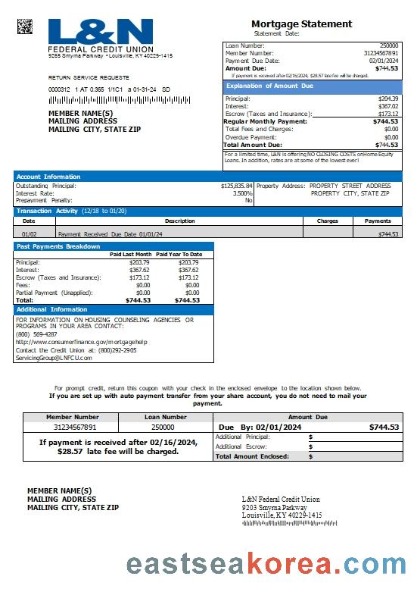 L&N
FEDERAL CREDIT UNION
9265 Smyrna Parkway • Louisville, KY 40229-1415
Mortgage Statement
Statement Date:
Loan Number: 250000
Member Number: 31234567891
Payment Due Date: 02/01/2024
Amount Due: $744.53
If payment is received after 02/16/2024, $28.57 late fee will be charged.
RETURN SERVICE REQUESTE
0000312 1 AT 0.365 1/1C1 a 01-31-24 SD
MEMBER NAME(S)
MAILING ADDRESS
MAILING CITY, STATE ZIP
Explanation of Amount Due
Principal: $204.39
Interest: $367.02
Escrow (Taxes and Insurance): $173.12
Regular Monthly Payment: $744.53
Total Fees and Charges: $0.00
Overdue Payment: $0.00
Total Amount Due: $744.53
For a limited time, L&N is offering NO CLOSING COSTS on Home Equity
Loans, In addition, rates are at some of the lowest ever!
Account Information
Outstanding Principal: $125,835.84
Interest Rate: 3.500%
Prepayment Penalty: No
Property Address: PROPERTY STREET ADDRESS
PROPERTY CITY, STATE ZIP
Transaction Activity (12/18 to 01/20)
Date Description Charges Payments
01/02 Payment Received Due Date 01/01/24 $744.53
Past Payments Breakdown
Paid Last Month Paid Year To Date
Principal: $203.79 $203.79
Interest: $367.62 $367.62
Escrow (Taxes and Insurance): $173.12 $173.12
Fees: $0.00 $0.00
Partial Payment (Unapplied): $0.00 $0.00
Total: $744.53 $744.53
Additional Information
FOR INFORMATION ON HOUSING COUNSELING AGENCIES OR
PROGRAMS IN YOUR AREA CONTACT:
(800) 569-4287
http://www.consumerfinance.gov/mortgagehelp
Contact the Credit Union at: (800)292-2905
ServicingGroup@LNFCU.com
For prompt credit, return this coupon with your check in the enclosed envelope to the location shown below.
If you are set up with auto payment transfer from your share account, you do not need to mail your
payment.
Member Number Loan Number Amount Due
31234567891 250000 Due By: 02/01/2024 $744.53
If payment is received after 02/16/2024,
$28.57 late fee will be charged.
Additional Principal: $
Additional Escrow: $
Total Amount Enclosed: $
MEMBER NAME(S)
MAILING ADDRESS
MAILING CITY, STATE ZIP
L&N Federal Credit Union
9203 Smyrna Parkway
Louisville, KY 40229-1415
eastseakorea.com